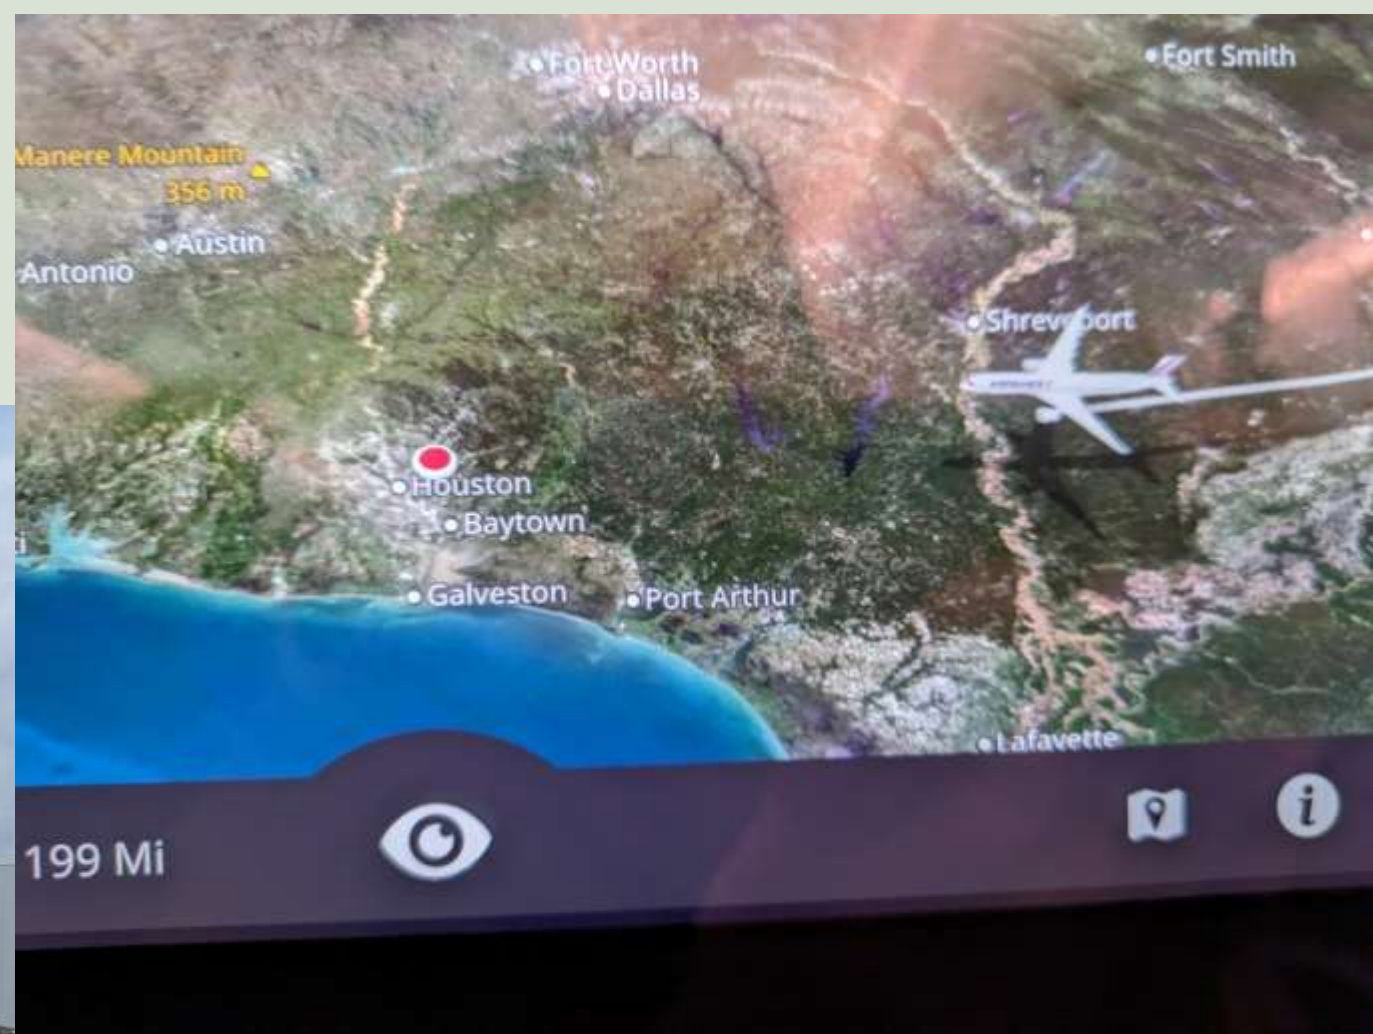 Fort Worth
Dallas
Fort Smith
Manere Mountain
356 m
Austin
Antonio
Shreveport
Houston
Baytown
Galveston
Port Arthur
Lafayette
199 Mi
i